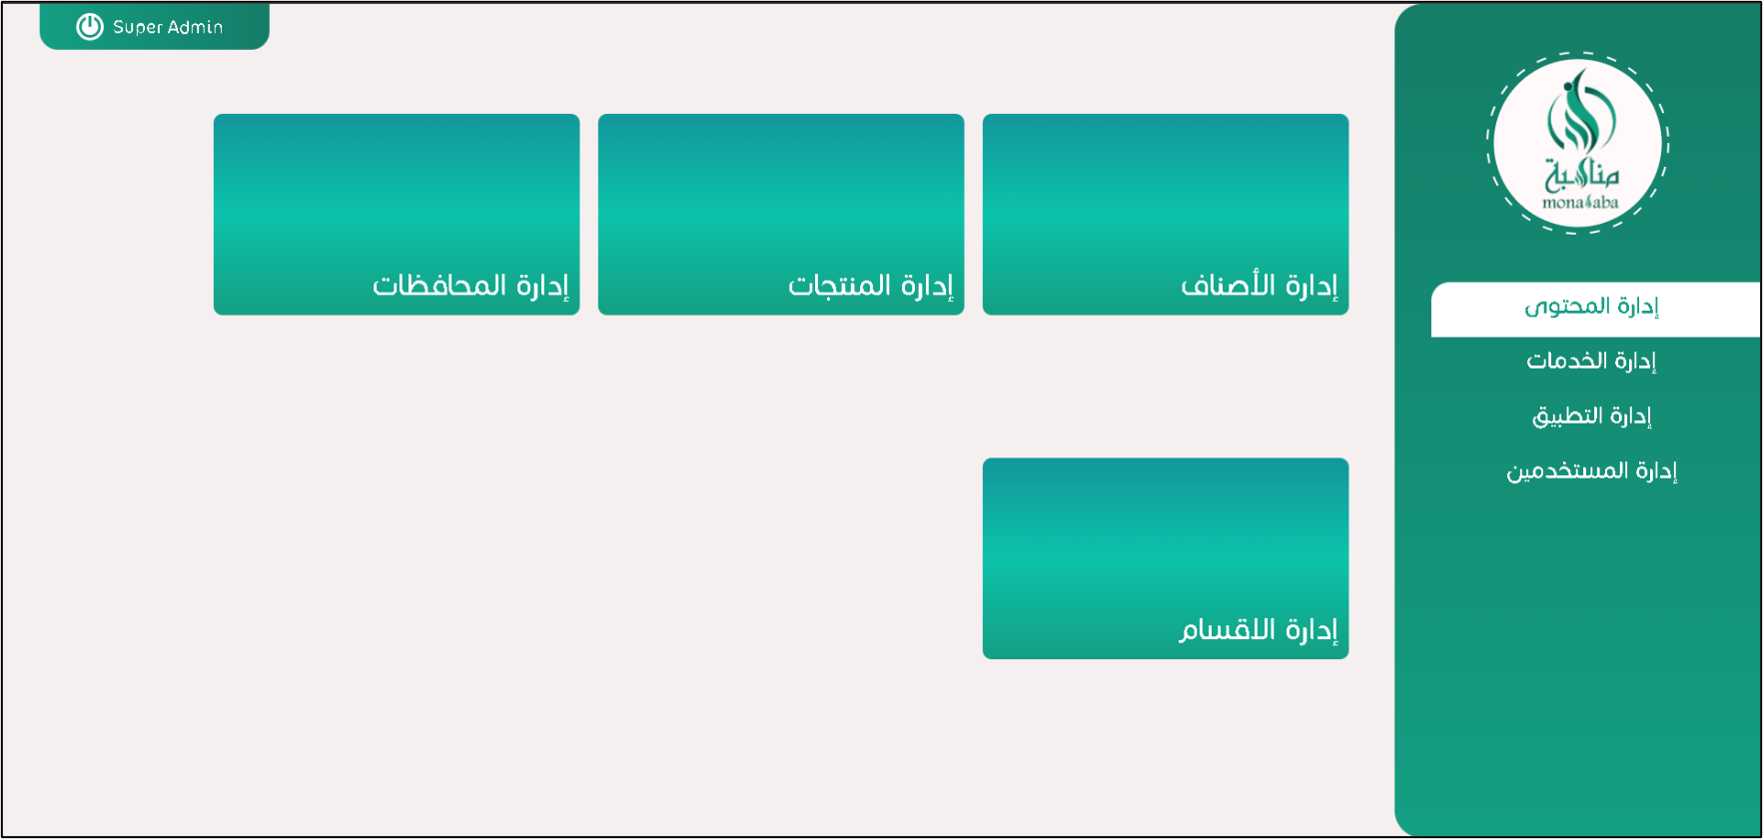 Super Admin
مناسبة
monasaba
إدارة المحتوى
إدارة الخدمات
إدارة التطبيق
إدارة المستخدمين
إدارة الأصناف
إدارة المنتجات
إدارة المحافظات
إدارة الاقسام